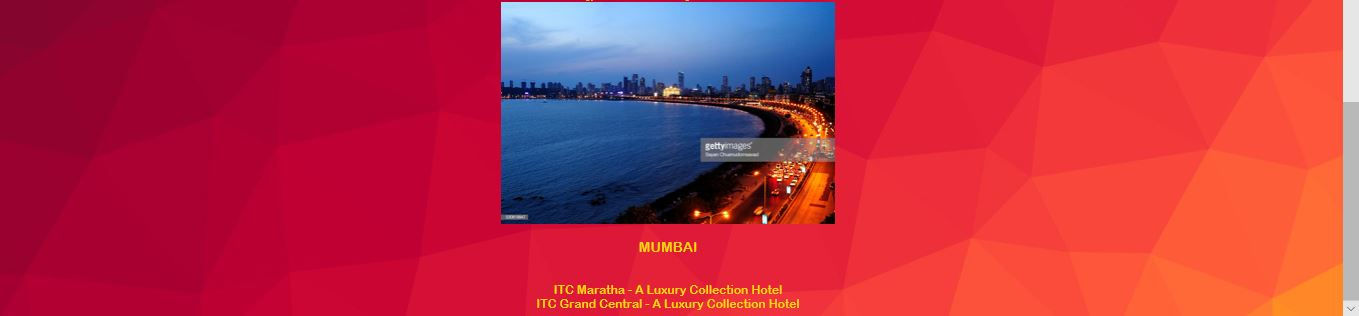 gettyimages
MUMBAI
ITC Maratha - A Luxury Collection Hotel
ITC Grand Central - A Luxury Collection Hotel